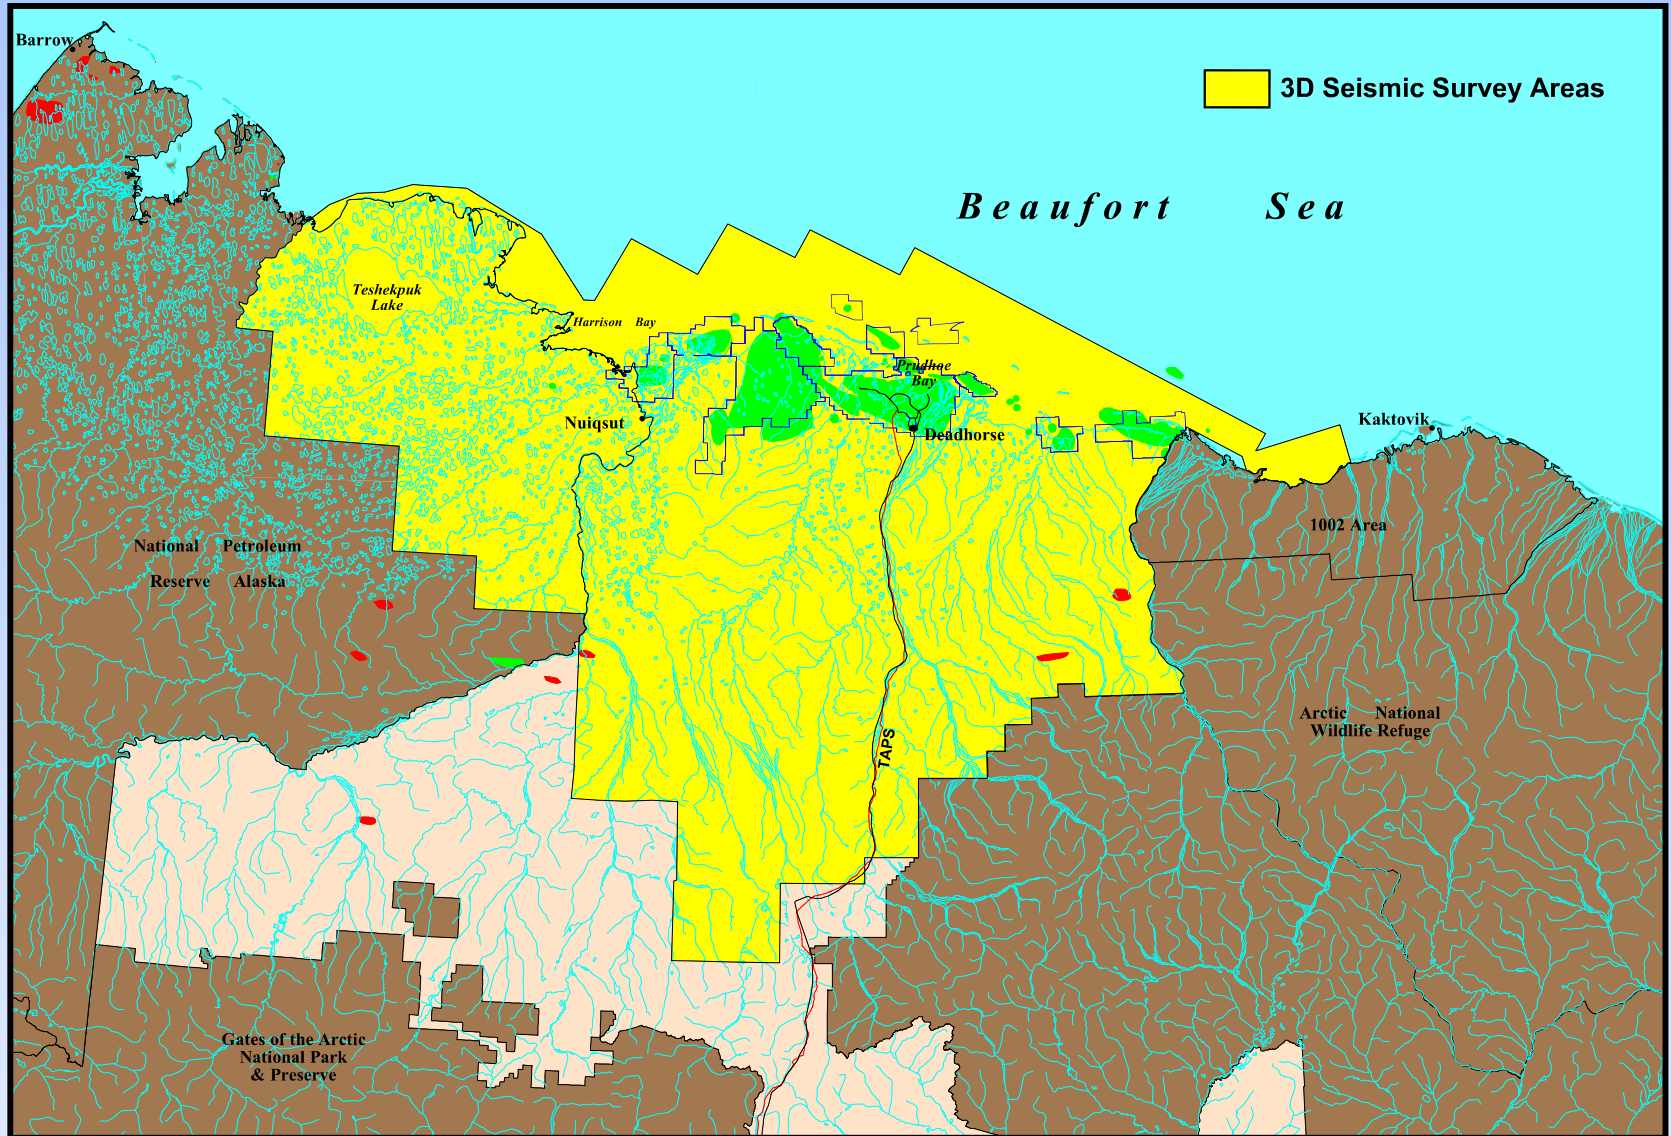 Barrow
3D Seismic Survey Areas
Beaufort Sea
Teshekpuk
Lake
Harrison Bay
Prudhoe
Bay
Nuiqsut
Deadhorse
Kaktovik
1002 Area
National Petroleum
Reserve Alaska
Arctic National
Wildlife Refuge
TAPS
Gates of the Arctic
National Park
& Preserve